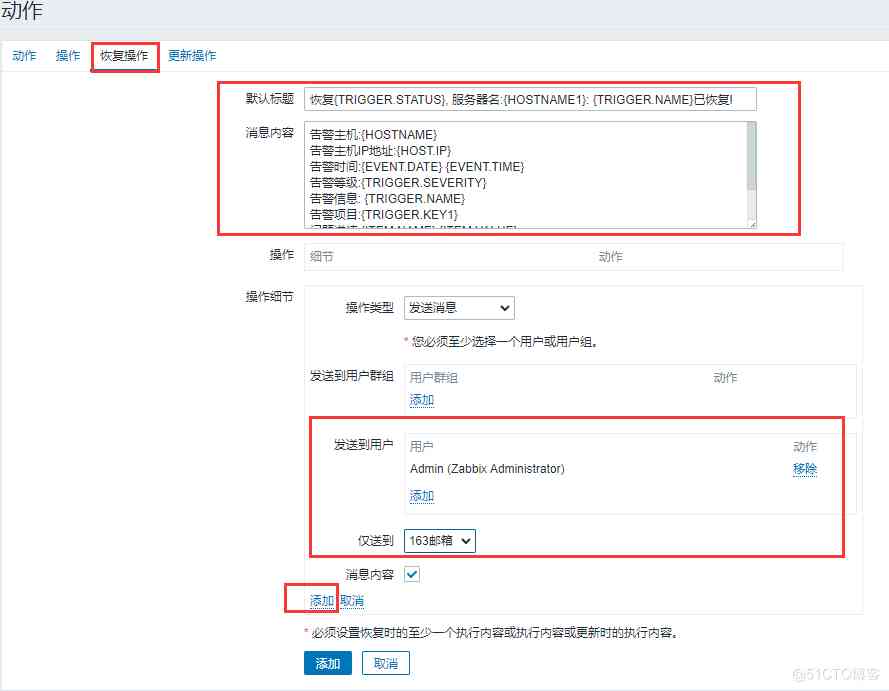 动作
动作 操作 恢复操作 更新操作
默认标题 恢复{TRIGGER.STATUS}, 服务器名:{HOSTNAME1}: {TRIGGER.NAME}已恢复!
消息内容 告警主机:{HOSTNAME}
告警主机IP地址:{HOST.IP}
告警时间:{EVENT.DATE} {EVENT.TIME}
告警等级:{TRIGGER.SEVERITY}
告警信息: {TRIGGER.NAME}
告警项目:{TRIGGER.KEY1}
操作 细节 动作
操作细节
操作类型 发送消息
* 您必须至少选择一个用户或用户组。
发送到用户群组 用户群组 动作
添加
发送到用户 用户 动作
Admin (Zabbix Administrator) 移除
添加
仅送到 163邮箱
消息内容
添加 取消
* 必须设置恢复时的至少一个执行内容或执行内容或更新时的执行内容。
添加 取消
@51CTO博客